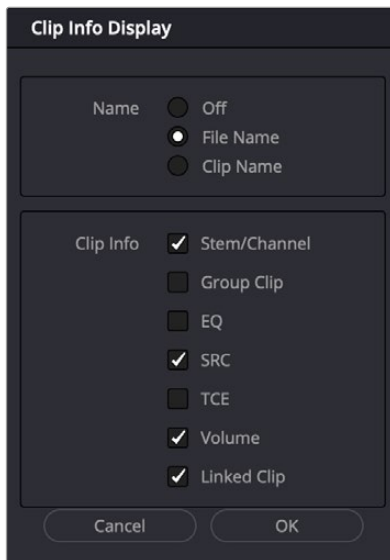 Clip Info Display
Name Off
File Name
Clip Name
Clip Info Stem/Channel
Group Clip
EQ
SRC
TCE
Volume
Linked Clip
Cancel OK